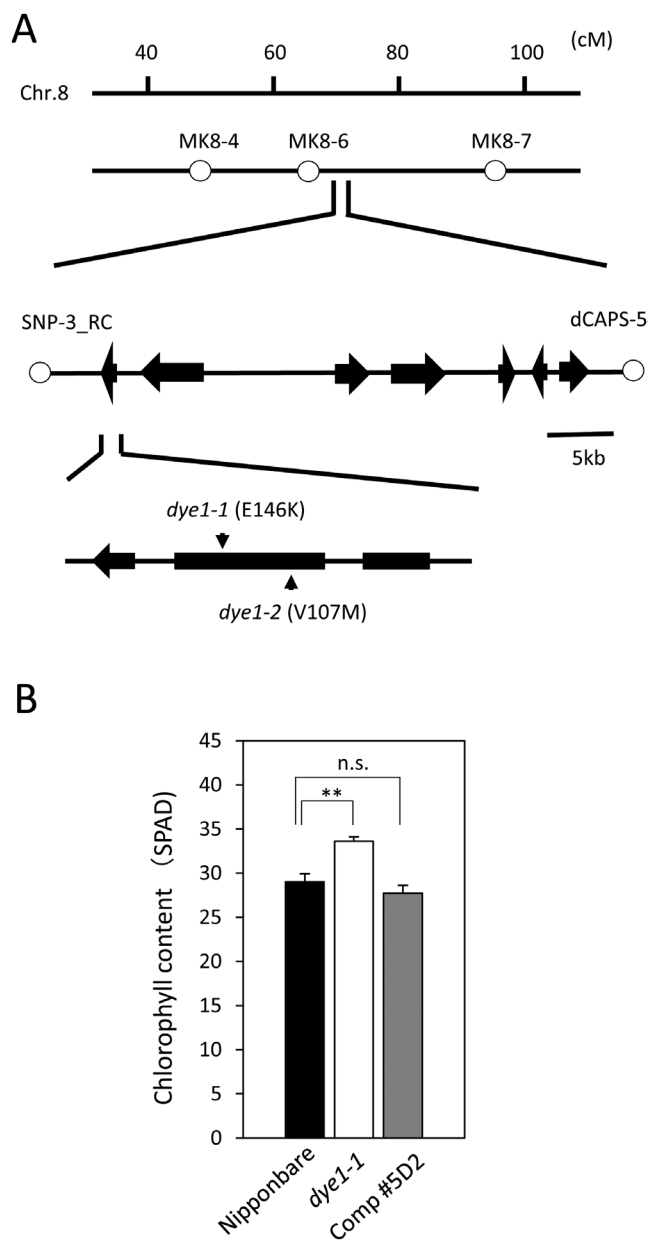 A
40 60 80 100 (cM)
Chr.8
MK8-4 MK8-6 MK8-7
SNP-3_RC dCAPS-5
5kb
dye1-1 (E146K)
dye1-2 (V107M)
B
45
40
35
30
25
20
15
10
5
0
Chlorophyll content （SPAD)
n.s.
**
Nipponbare
dye1-1
Comp #5D2